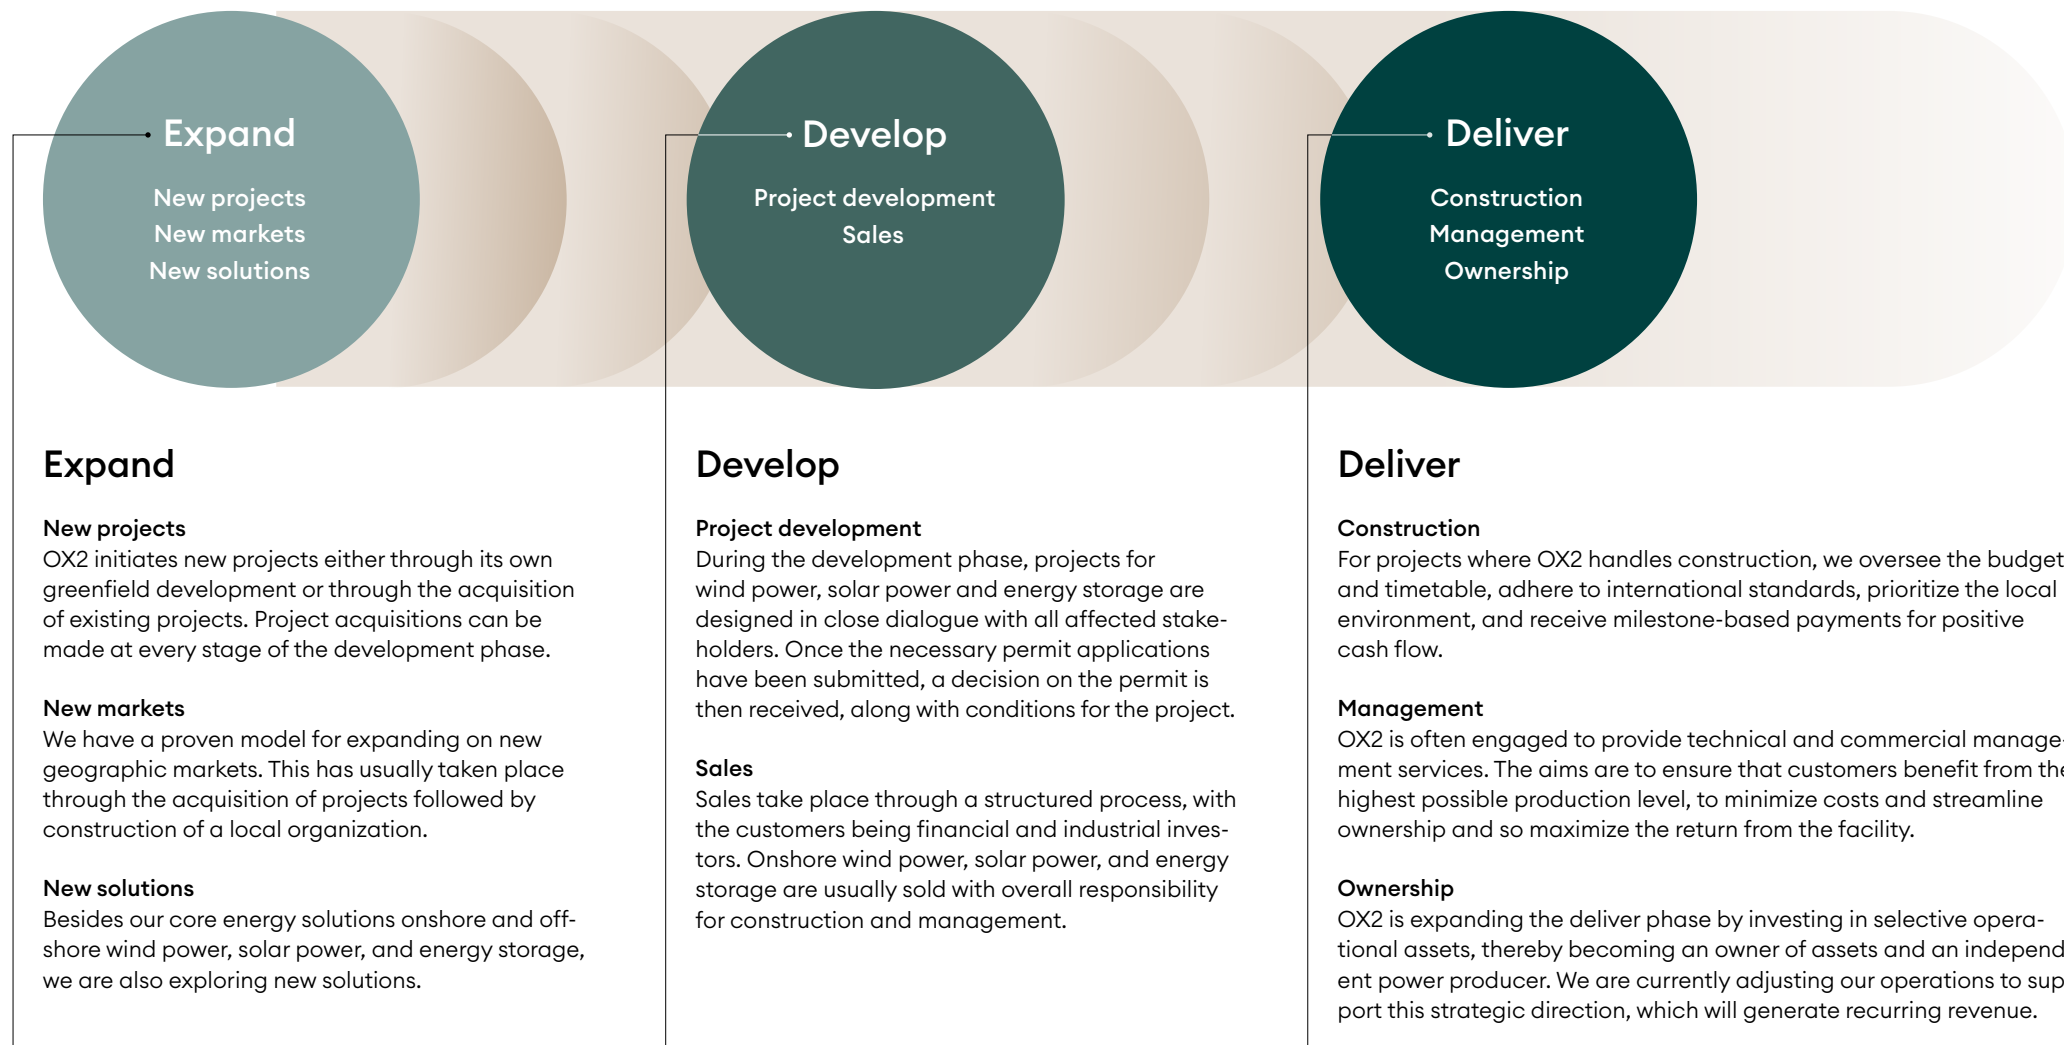 Expand
New projects
New markets
New solutions
Develop
Project development
Sales
Deliver
Construction
Management
Ownership
Expand
New projects
OX2 initiates new projects either through its own
greenfield development or through the acquisition
of existing projects. Project acquisitions can be
made at every stage of the development phase.
New markets
We have a proven model for expanding on new
geographic markets. This has usually taken place
through the acquisition of projects followed by
construction of a local organization.
New solutions
Besides our core energy solutions onshore and off-
shore wind power, solar power, and energy storage,
we are also exploring new solutions.
Develop
Project development
During the development phase, projects for
wind power, solar power and energy storage are
designed in close dialogue with all affected stake-
holders. Once the necessary permit applications
have been submitted, a decision on the permit is
then received, along with conditions for the project.
Sales
Sales take place through a structured process, with
the customers being financial and industrial inves-
tors. Onshore wind power, solar power, and energy
storage are usually sold with overall responsibility
for construction and management.
Deliver
Construction
For projects where OX2 handles construction, we oversee the budget
and timetable, adhere to international standards, prioritize the local
environment, and receive milestone-based payments for positive
cash flow.
Management
OX2 is often engaged to provide technical and commercial manage-
ment services. The aims are to ensure that customers benefit from the
highest possible production level, to minimize costs and streamline
ownership and so maximize the return from the facility.
Ownership
OX2 is expanding the deliver phase by investing in selective opera-
tional assets, thereby becoming an owner of assets and an independ
ent power producer. We are currently adjusting our operations to sup
port this strategic direction, which will generate recurring revenue.